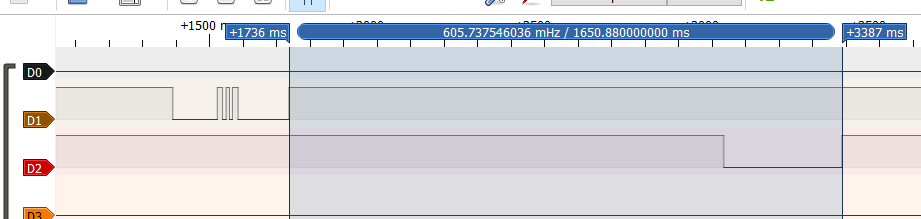 +1500 m
+1736 ms
605.737546036 mHz / 1650.880000000 ms
+3387 ms
D0
D1
D2
D3